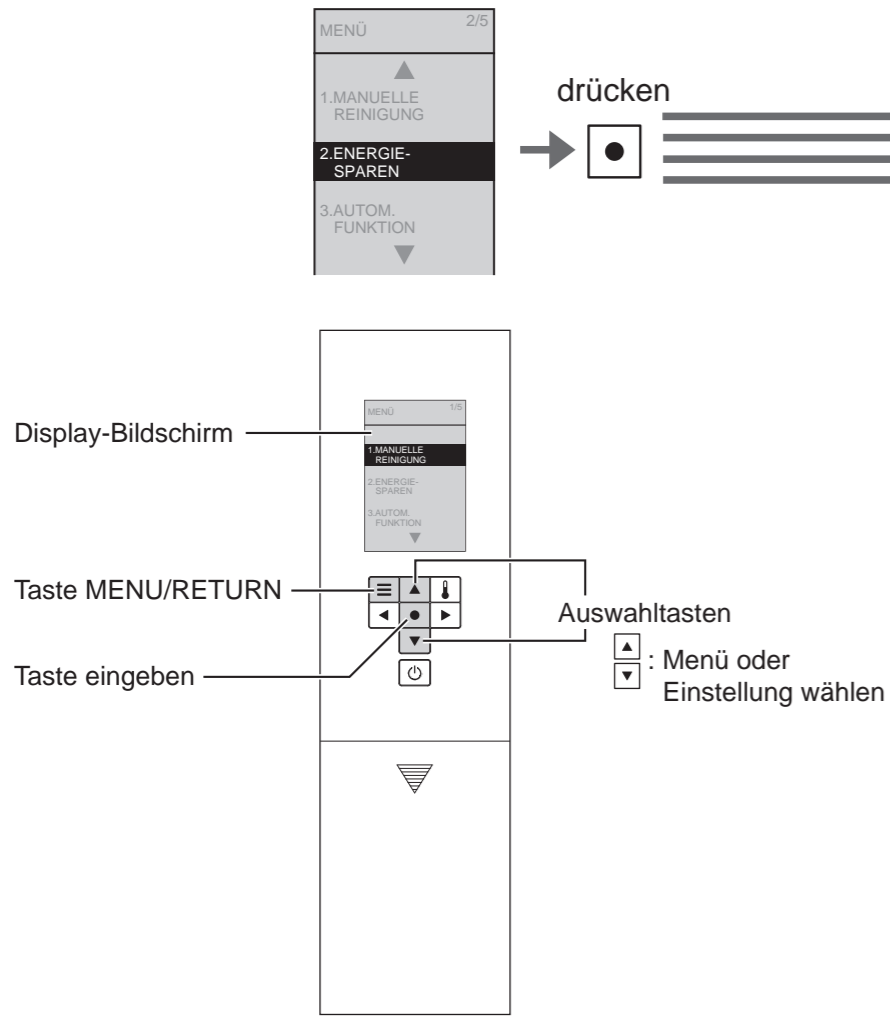 MENÜ 2/5
1.MANUELLE
REINIGUNG
2.ENERGIE-
SPAREN
3.AUTOM.
FUNKTION
drücken
Display-Bildschirm
MENÜ 1/5
1.MANUELLE
REINIGUNG
2.ENERGIE-
SPAREN
3.AUTOM.
FUNKTION
Taste MENU/RETURN
Taste eingeben
Auswahltasten
: Menü oder
Einstellung wählen